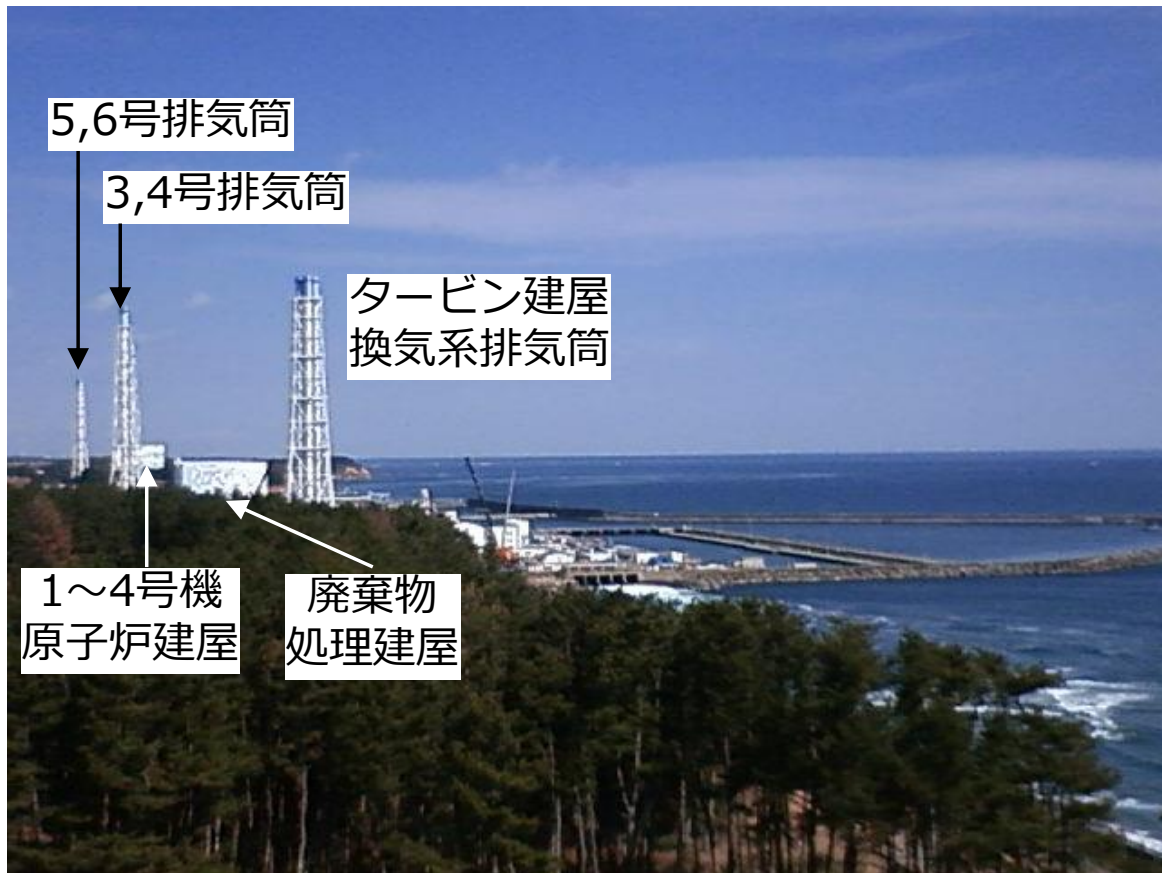 5,6号排気筒
3,4号排気筒
タービン建屋
換気系排気筒
1～4号機
原子炉建屋
廃棄物
処理建屋